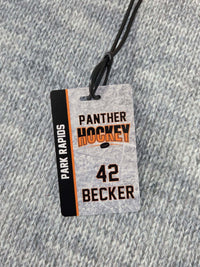 PARK RAPIDS
PANTHER
HOCKEY
42
BECKER